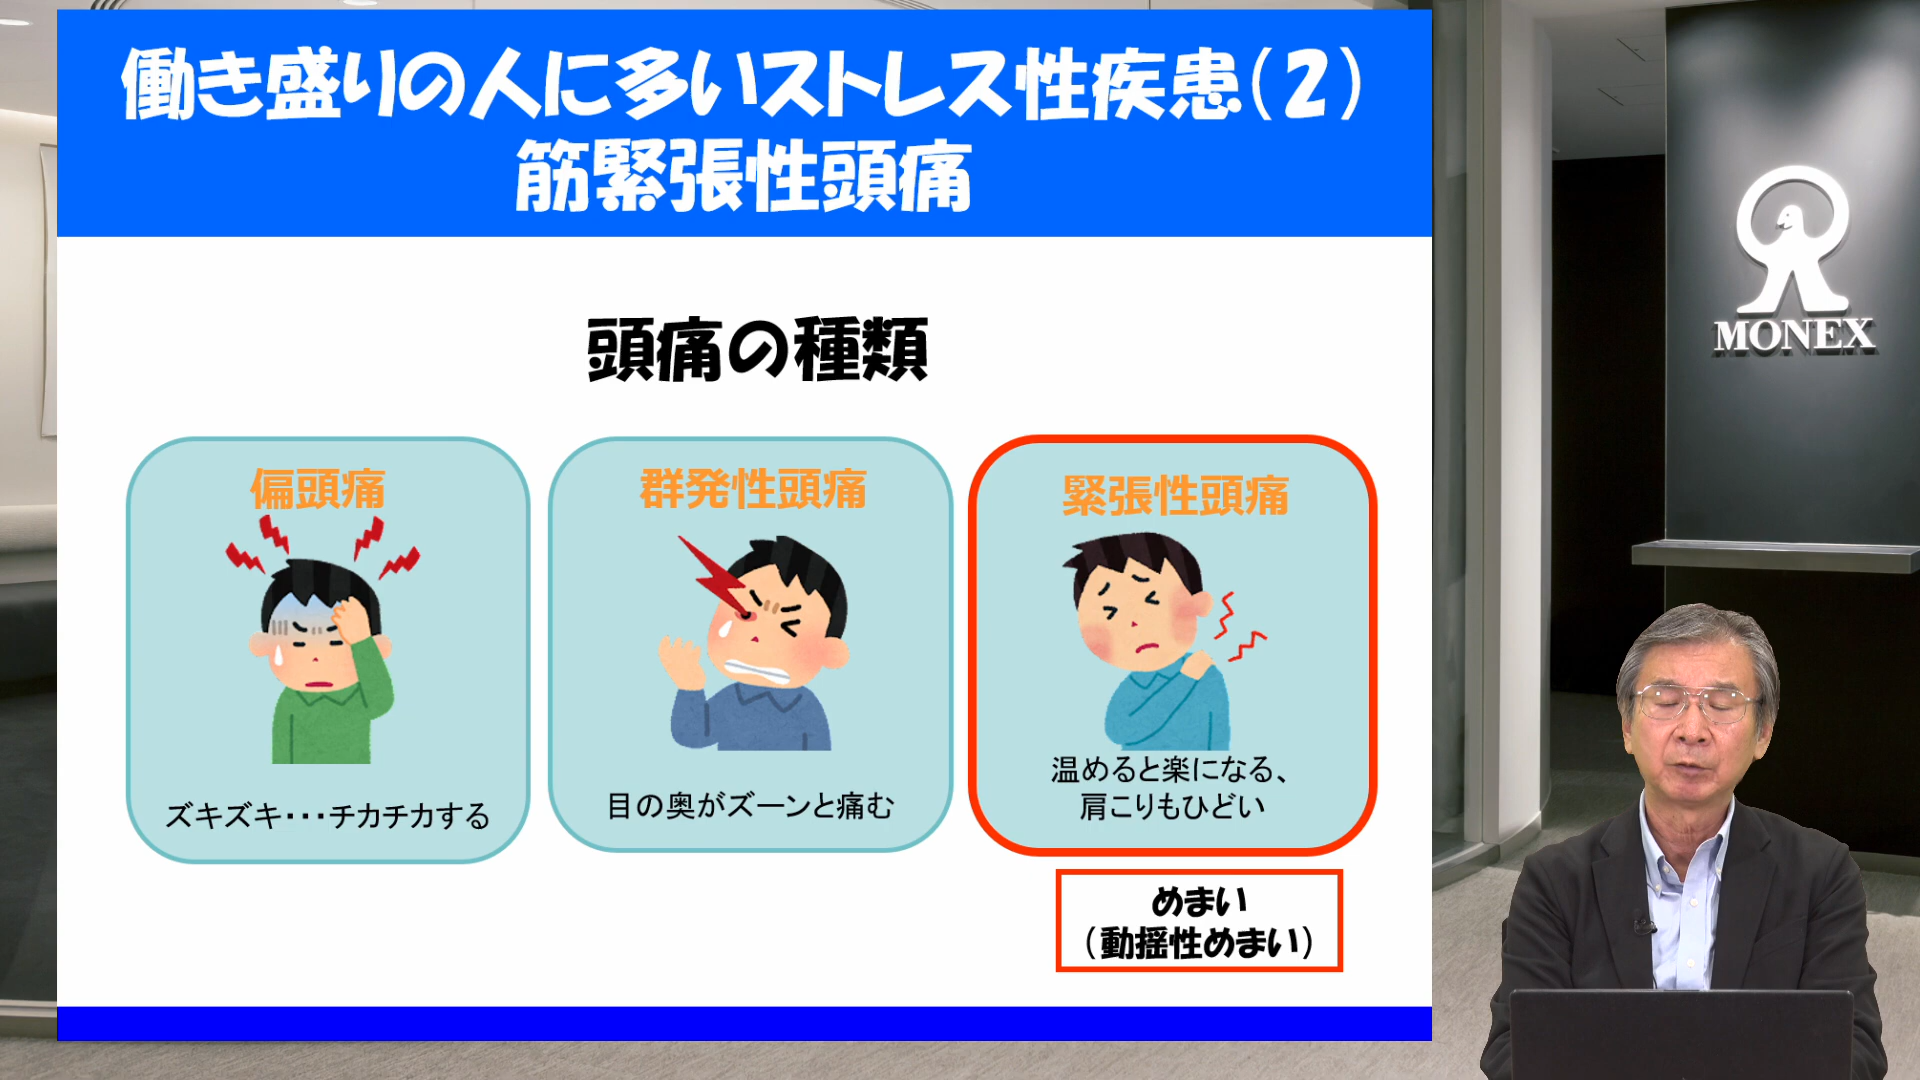 働き盛りの人に多いストレス性疾患（２）
筋緊張性頭痛
頭痛の種類
偏頭痛
ズキズキ・・・チカチカする
群発性頭痛
目の奥がズーンと痛む
緊張性頭痛
温めると楽になる、
肩こりもひどい
めまい
（動揺性めまい）
MONEX